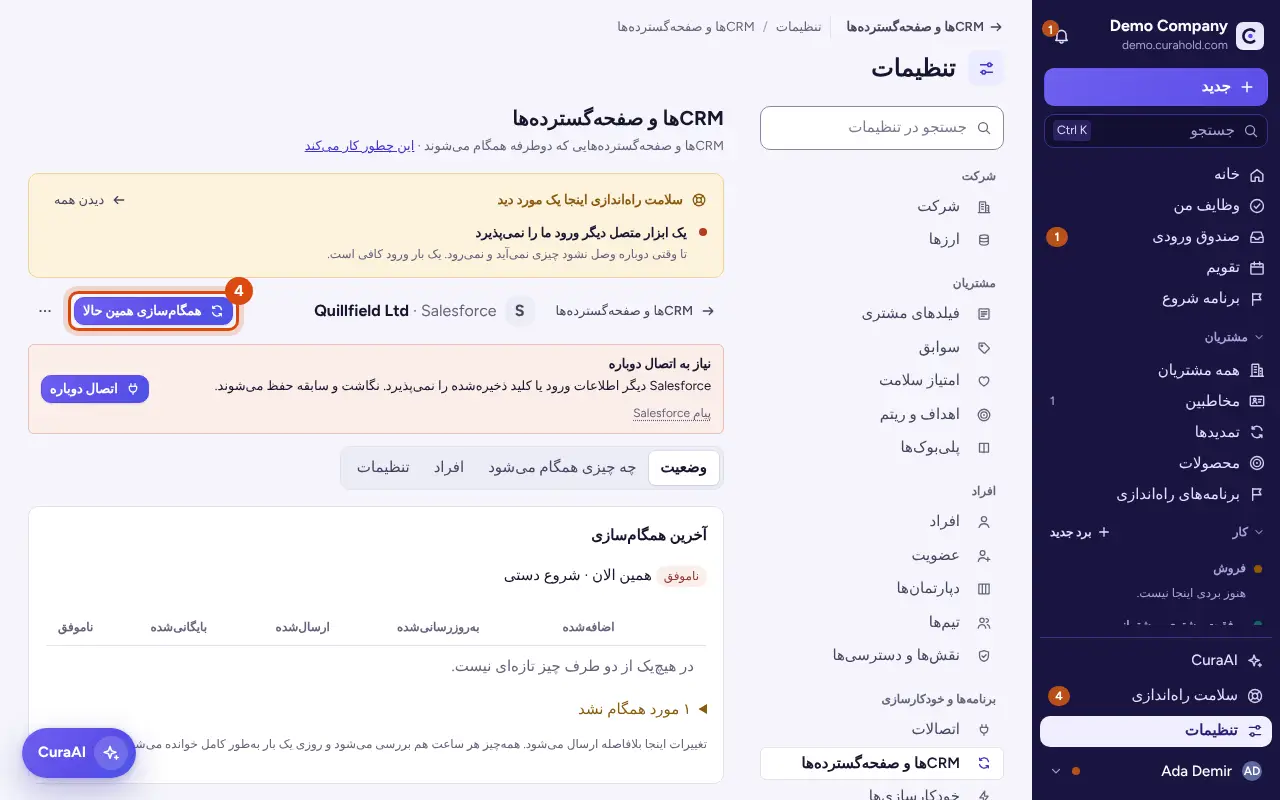 Demo Company
demo.curahold.com
1
جدید
جستجو
Ctrl K
خانه
وظایف من
صندوق ورودی
1
تقویم
برنامه شروع
مشتریان
همه مشتریان
مخاطبین
1
تمدیدها
محصولات
برنامه‌های راه‌اندازی
کار
برد جدید
فروش
هنوز بردی اینجا نیست.
CuraAI
سلامت راه‌اندازی
4
تنظیمات
AD
Ada Demir
CRMها و صفحه‌گسترده‌ها
تنظیمات / CRMها و صفحه‌گسترده‌ها
تنظیمات
جستجو در تنظیمات
شرکت
شرکت
ارزها
مشتریان
فیلدهای مشتری
سوابق
امتیاز سلامت
اهداف و ریتم
پلی‌بوک‌ها
افراد
افراد
عضویت
دپارتمان‌ها
تیم‌ها
نقش‌ها و دسترسی‌ها
برنامه‌ها و خودکارسازی
اتصالات
CRMها و صفحه‌گسترده‌ها
خودکارسازی‌ها
CRMها و صفحه‌گسترده‌ها
CRMها و صفحه‌گسترده‌هایی که دوطرفه همگام می‌شوند · این چطور کار می‌کند
سلامت راه‌اندازی اینجا یک مورد دید
دیدن همه
یک ابزار متصل دیگر ورود ما را نمی‌پذیرد
تا وقتی دوباره وصل نشود چیزی نمی‌آید و نمی‌رود. یک بار ورود کافی است.
CRMها و صفحه‌گسترده‌ها
S
Quillfield Ltd · Salesforce
4
همگام‌سازی همین حالا
نیاز به اتصال دوباره
Salesforce دیگر اطلاعات ورود یا کلید ذخیره‌شده را نمی‌پذیرد. نگاشت و سابقه حفظ می‌شوند.
پیام Salesforce
اتصال دوباره
وضعیت
چه چیزی همگام می‌شود
افراد
تنظیمات
آخرین همگام‌سازی
ناموفق همین الان · شروع دستی
اضافه‌شده به‌روزرسانی‌شده ارسال‌شده بایگانی‌شده ناموفق
در هیچ‌یک از دو طرف چیز تازه‌ای نیست.
۱ مورد همگام نشد
تغییرات اینجا بلافاصله ارسال می‌شود. همه‌چیز هر ساعت هم بررسی می‌شود و روزی یک بار به‌طور کامل خوانده
CuraAI